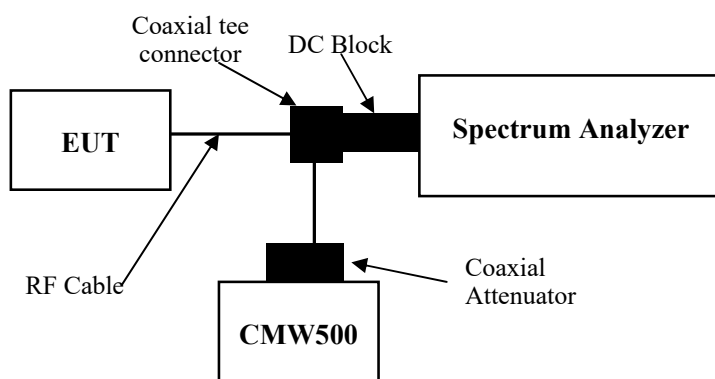 Coaxial tee
connector
DC Block
EUT
Spectrum Analyzer
RF Cable
Coaxial
Attenuator
CMW500